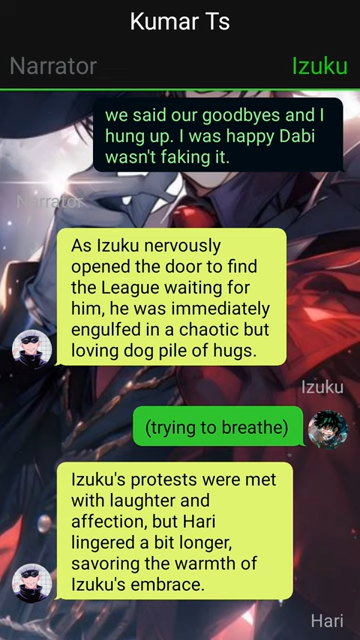 Kumar Ts
Narrator
Izuku
we said our goodbyes and I
hung up. I was happy Dabi
wasn't faking it.
Narrator
As Izuku nervously
opened the door to find
the League waiting for
him, he was immediately
engulfed in a chaotic but
loving dog pile of hugs.
Izuku
(trying to breathe)
Izuku's protests were met
with laughter and
affection, but Hari
lingered a bit longer,
savoring the warmth of
Izuku's embrace.
Hari